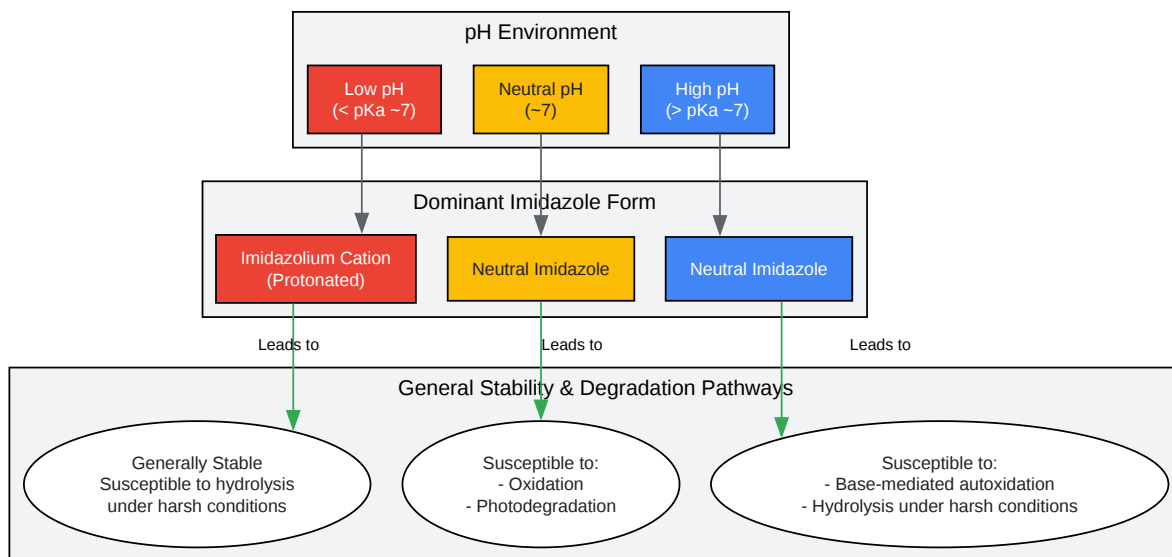 pH Environment
Low pH
(< pKa ~7)
Neutral pH
(~7)
High pH
(> pKa ~7)
Dominant Imidazole Form
Imidazolium Cation
(Protonated)
Neutral Imidazole
Neutral Imidazole
Leads to
Leads to
Leads to
General Stability & Degradation Pathways
Generally Stable
Susceptible to hydrolysis
under harsh conditions
Susceptible to:
- Oxidation
- Photodegradation
Susceptible to:
- Base-mediated autoxidation
- Hydrolysis under harsh conditions